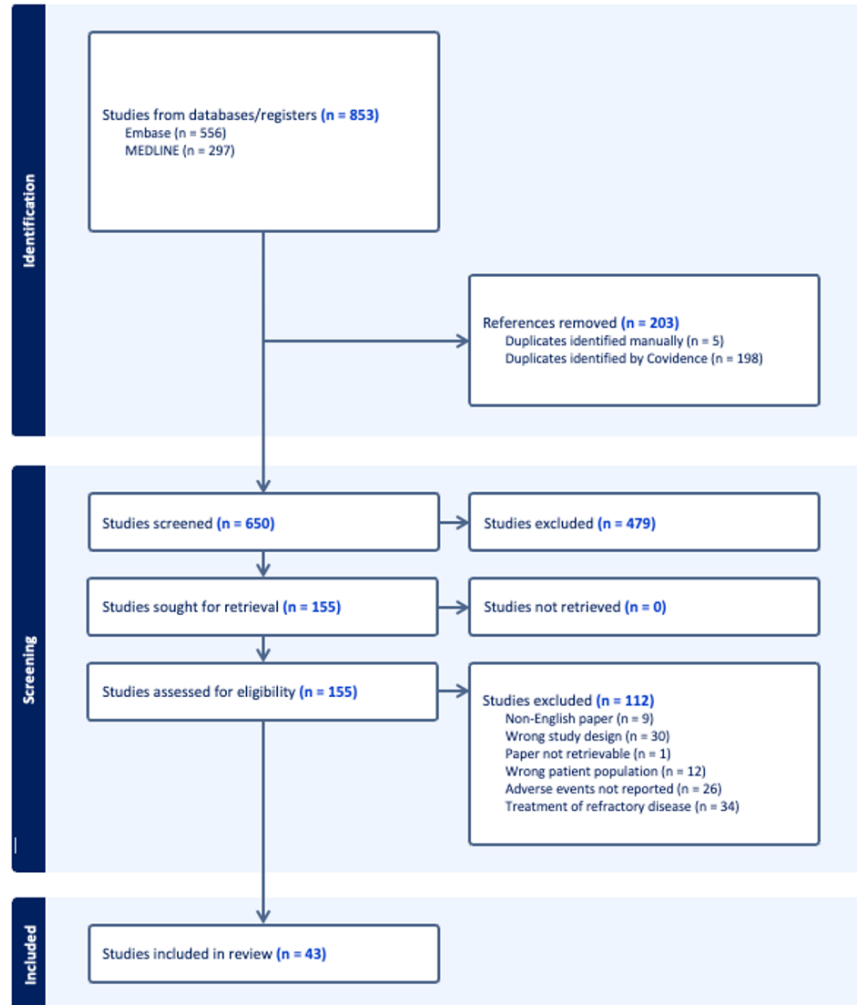 Identification
Studies from databases/registers (n = 853)
Embase (n = 556)
MEDLINE (n = 297)
References removed (n = 203)
Duplicates identified manually (n = 5)
Duplicates identified by Covidence (n = 198)
Screening
Studies screened (n = 650)
Studies excluded (n = 479)
Studies sought for retrieval (n = 155)
Studies not retrieved (n = 0)
Studies assessed for eligibility (n = 155)
Studies excluded (n = 112)
Non-English paper (n = 9)
Wrong study design (n = 30)
Paper not retrievable (n = 1)
Wrong patient population (n = 12)
Adverse events not reported (n = 26)
Treatment of refractory disease (n = 34)
Included
Studies included in review (n = 43)